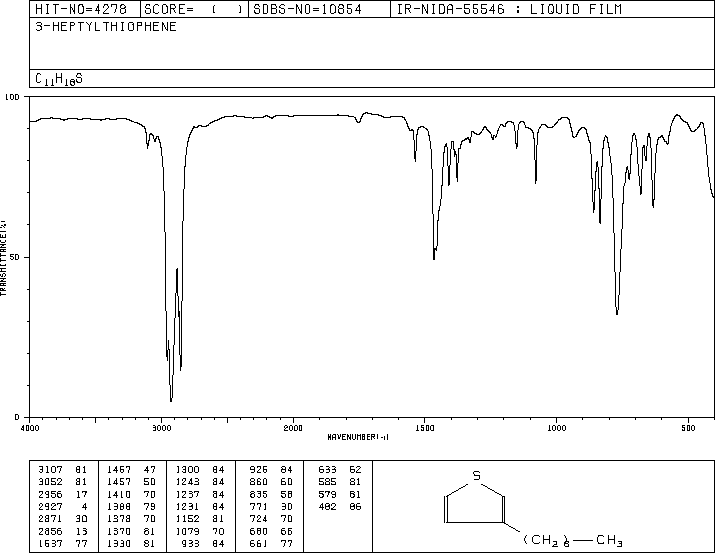 HIT-NO=4278 SCORE= ( ) SDBS-NO=10854 IR-NIDA-55546 : LIQUID FILM
3-HEPTYLTHIOPHENE
C11H18S
100
50
0
TRANSMITTANCE(%)
4000 3000 2000 1500 1000 500
WAVENUMBER(-1)
3107 81 1467 47 1300 84 926 84 633 62
3052 81 1457 50 1243 84 860 60 585 81
2956 17 1410 70 1237 84 835 58 579 81
2927 4 1388 79 1231 84 771 30 482 86
2871 30 1378 70 1152 81 724 70
2856 13 1370 81 1079 70 680 66
1537 77 1330 81 933 84 661 77
S
(CH2)6—CH3